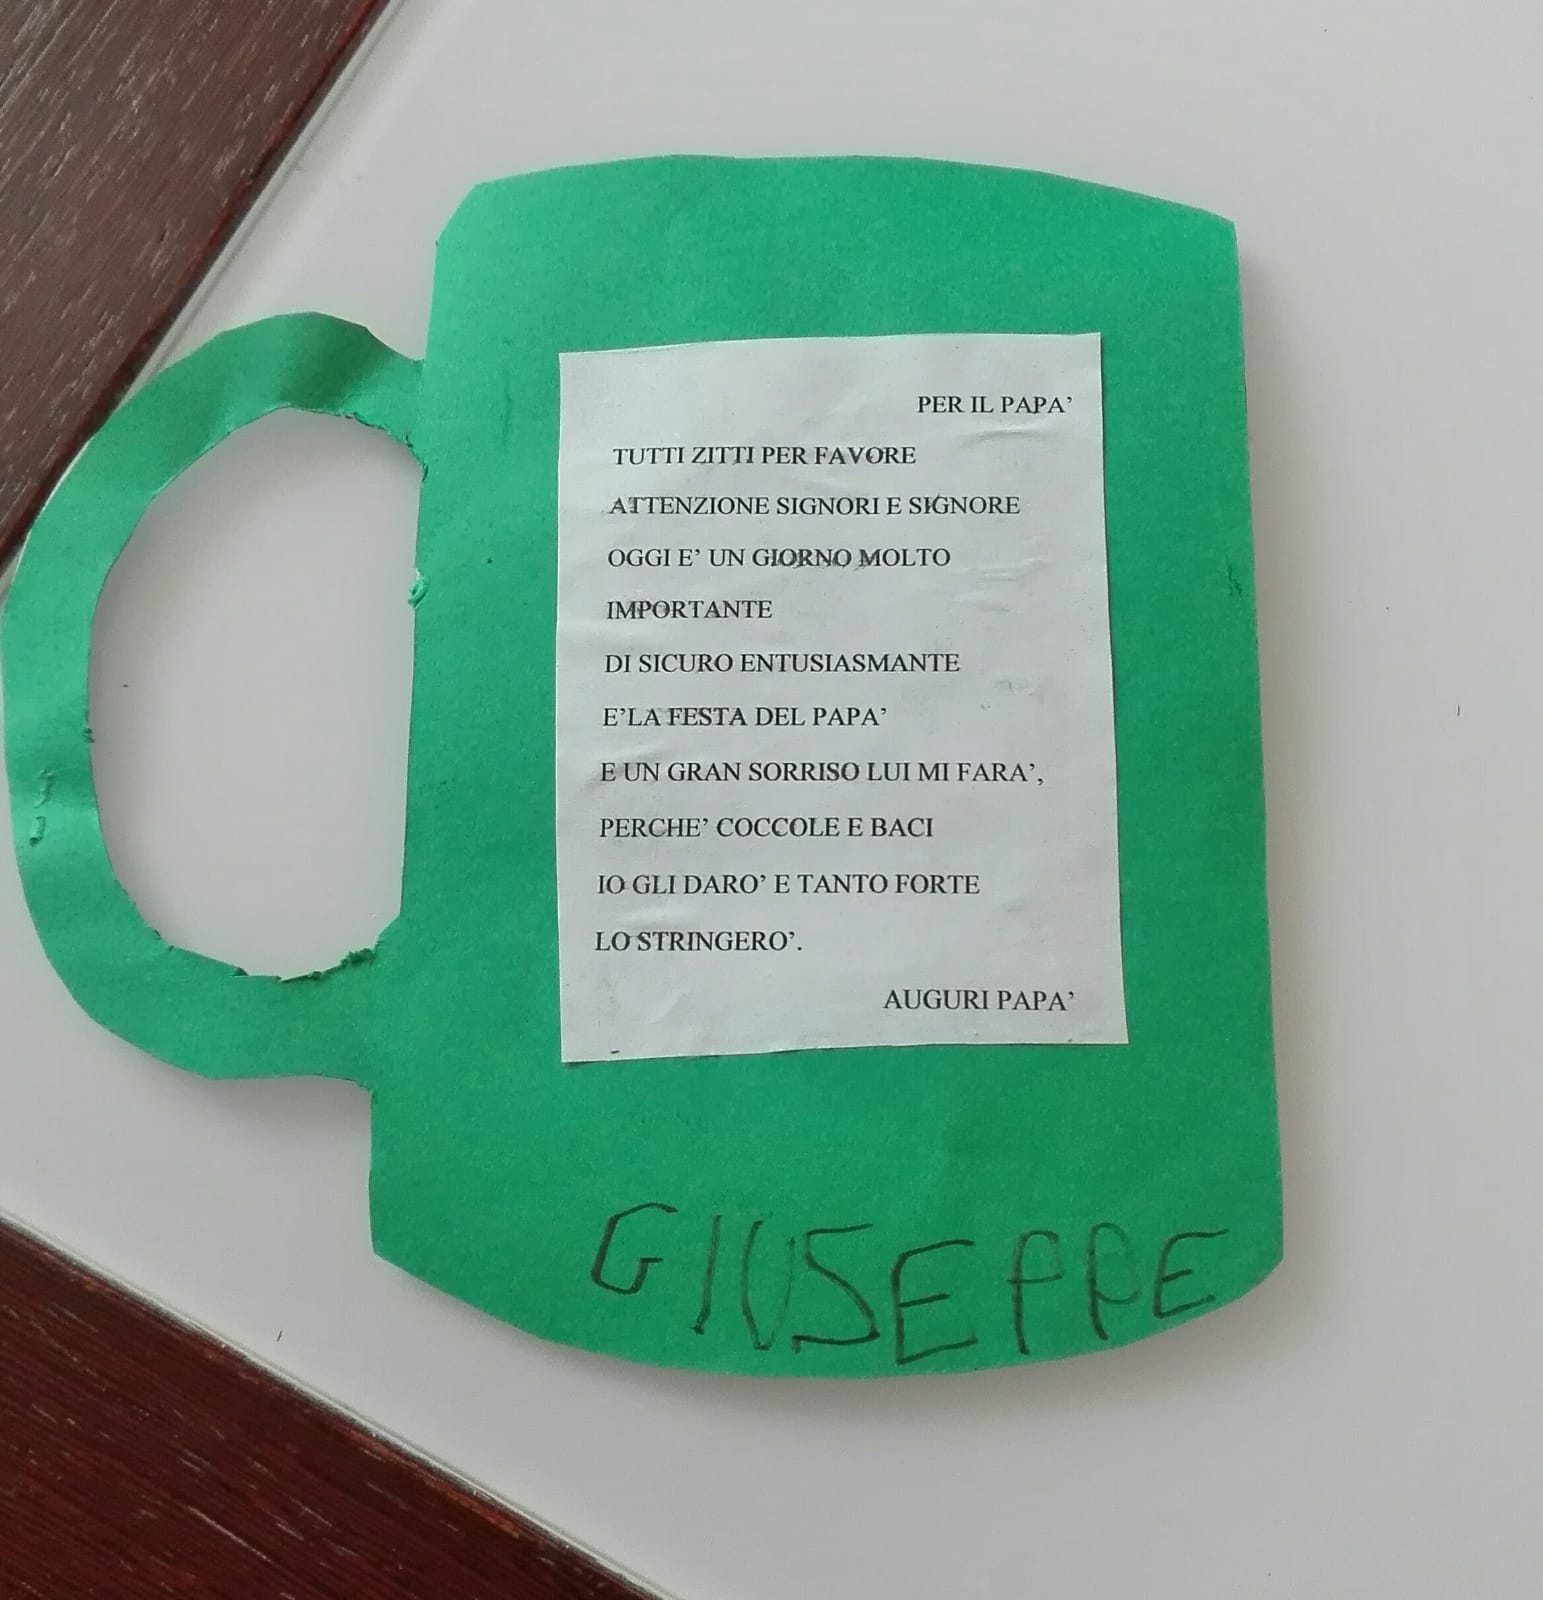 PER IL PAPA’
TUTTI ZITTI PER FAVORE
ATTENZIONE SIGNORI E SIGNORE
OGGI E’ UN GIORNO MOLTO
IMPORTANTE
DI SICURO ENTUSIASMANTE
E’LA FESTA DEL PAPA’
E UN GRAN SORRISO LUI MI FARA’,
PERCHE’ COCCOLE E BACI
IO GLI DARO’ E TANTO FORTE
LO STRINGERO’.
AUGURI PAPA’
GIUSEPPE